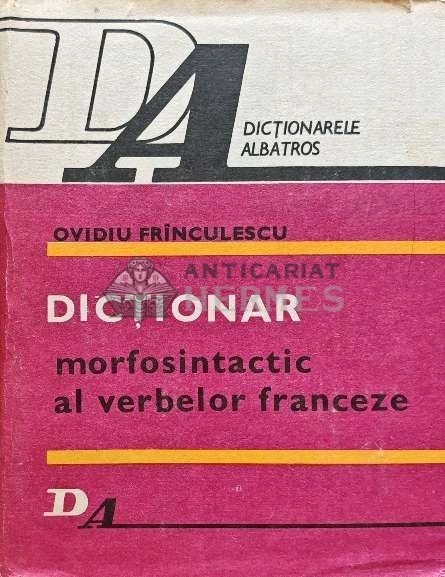 DA
DICȚIONARELE
ALBATROS
OVIDIU FRÎNCULESCU
ANTICARIAT
HERMES
DICȚIONAR
morfosintactic
al verbelor franceze
DA